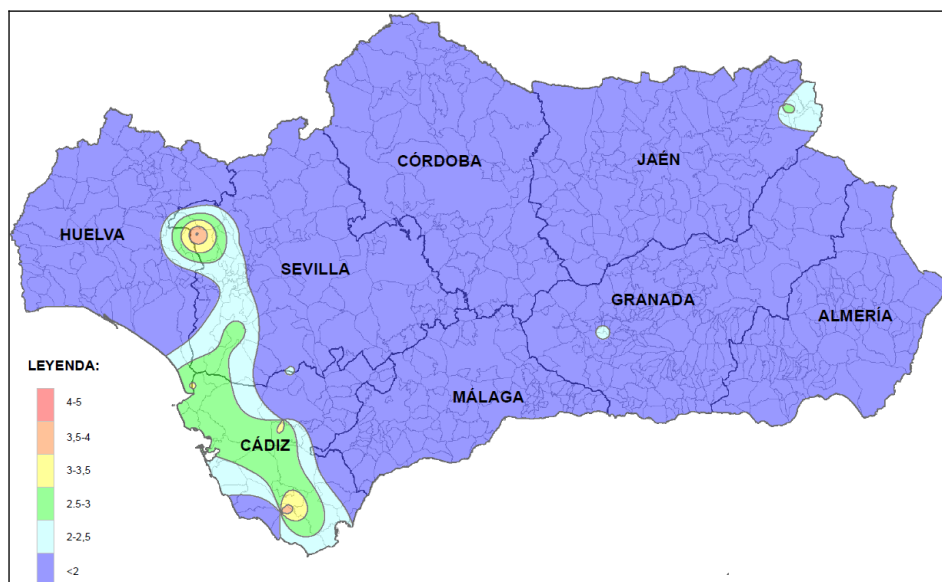 CÓRDOBA
JAÉN
HUELVA
SEVILLA
GRANADA
ALMERÍA
LEYENDA:
MÁLAGA
4-5
3,5-4
CÁDIZ
3-3,5
2.5-3
2-2,5
<2